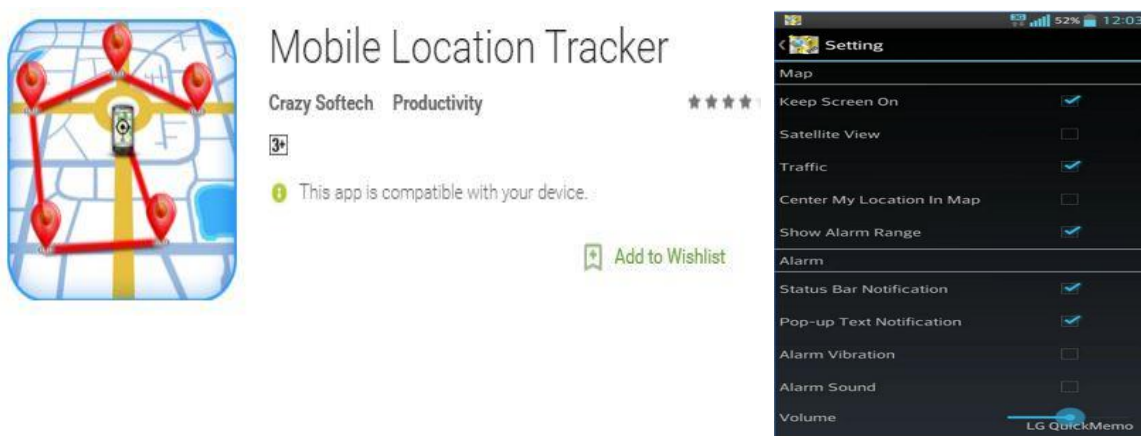 Mobile Location Tracker
Crazy Softech Productivity
3+
This app is compatible with your device.
Add to Wishlist
3G 52% 12:03
Setting
Map
Keep Screen On
Satellite View
Traffic
Center My Location In Map
Show Alarm Range
Alarm
Status Bar Notification
Pop-up Text Notification
Alarm Vibration
Alarm Sound
Volume
LG QuickMemo